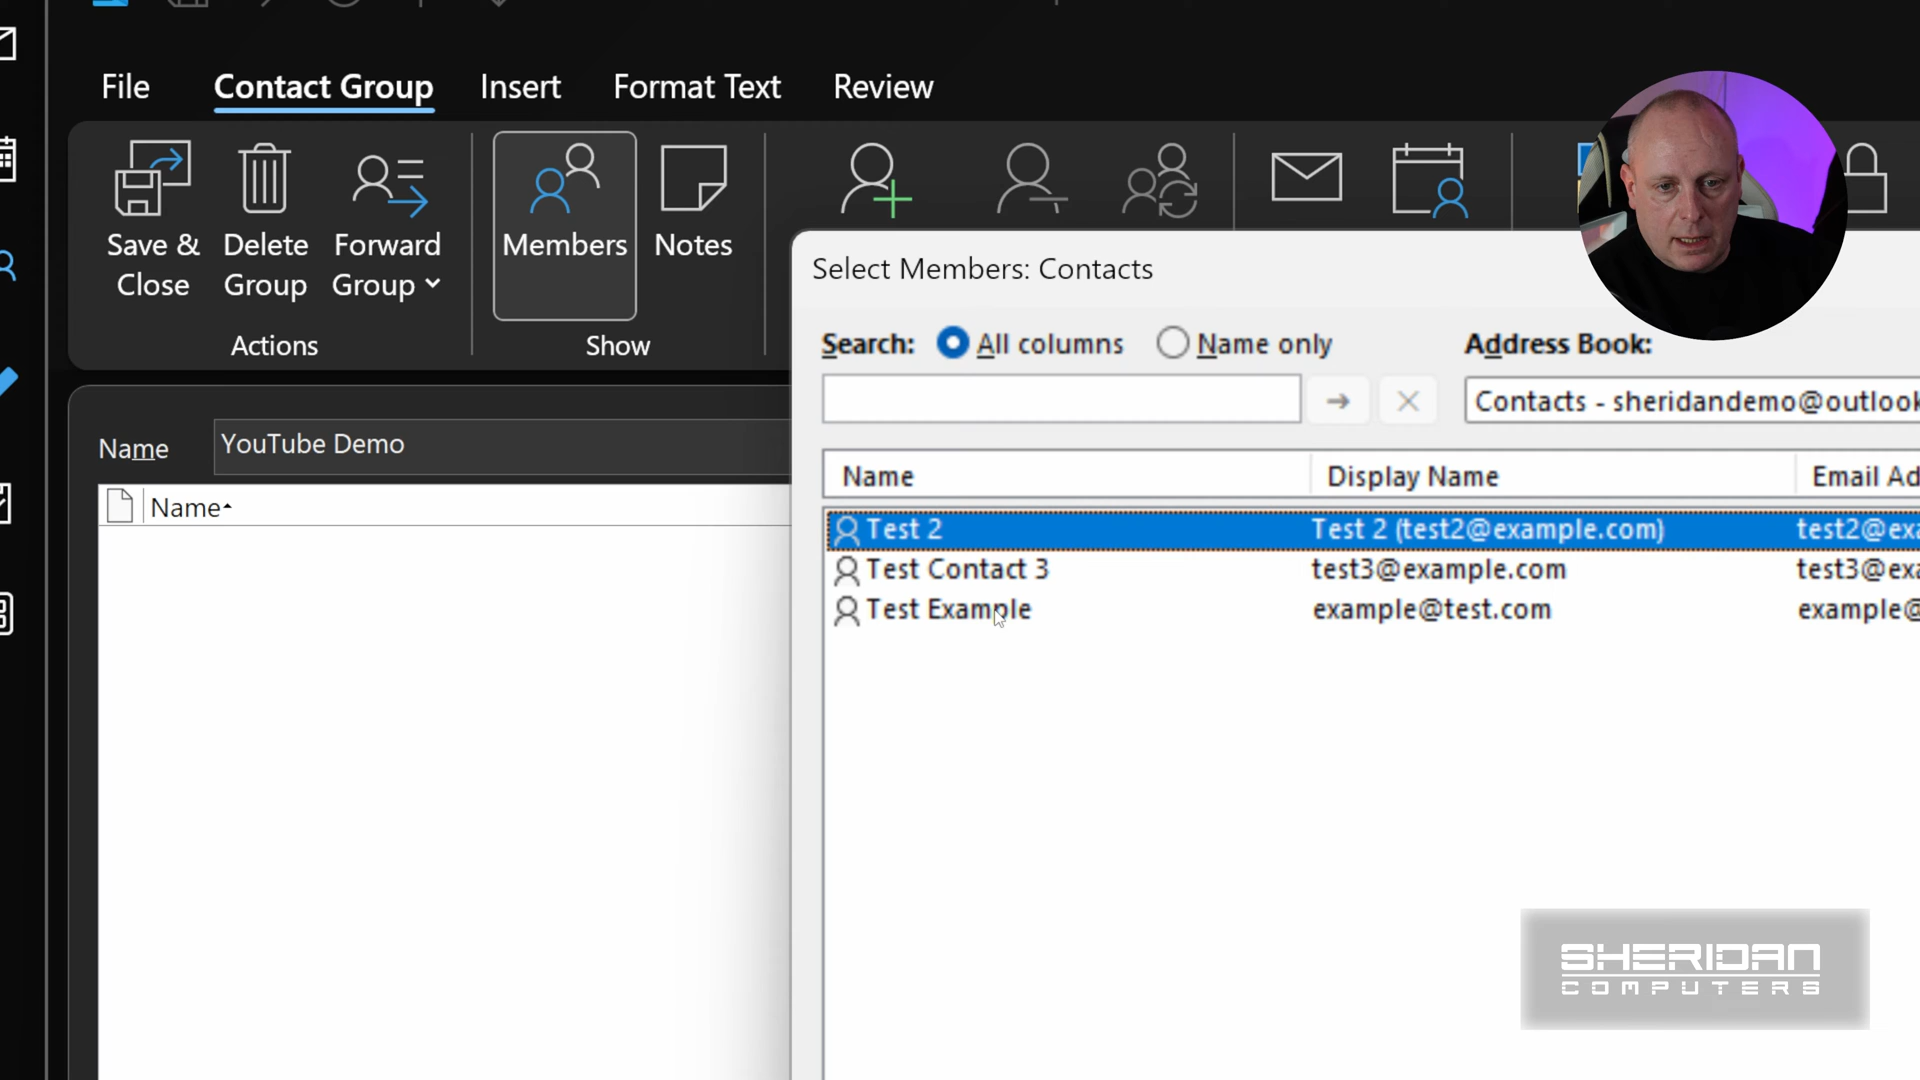 File Contact Group Insert Format Text Review
Save & Close
Delete Group
Forward Group
Members
Notes
Actions
Show
Select Members: Contacts
Search: All columns Name only Address Book:
Contacts - sheridandemo@outlook
Name YouTube Demo
Name
Name Display Name Email Ad
Test 2 Test 2 (test2@example.com) test2@exa
Test Contact 3 test3@example.com test3@exa
Test Example example@test.com example@
SHERIDAN
COMPUTERS